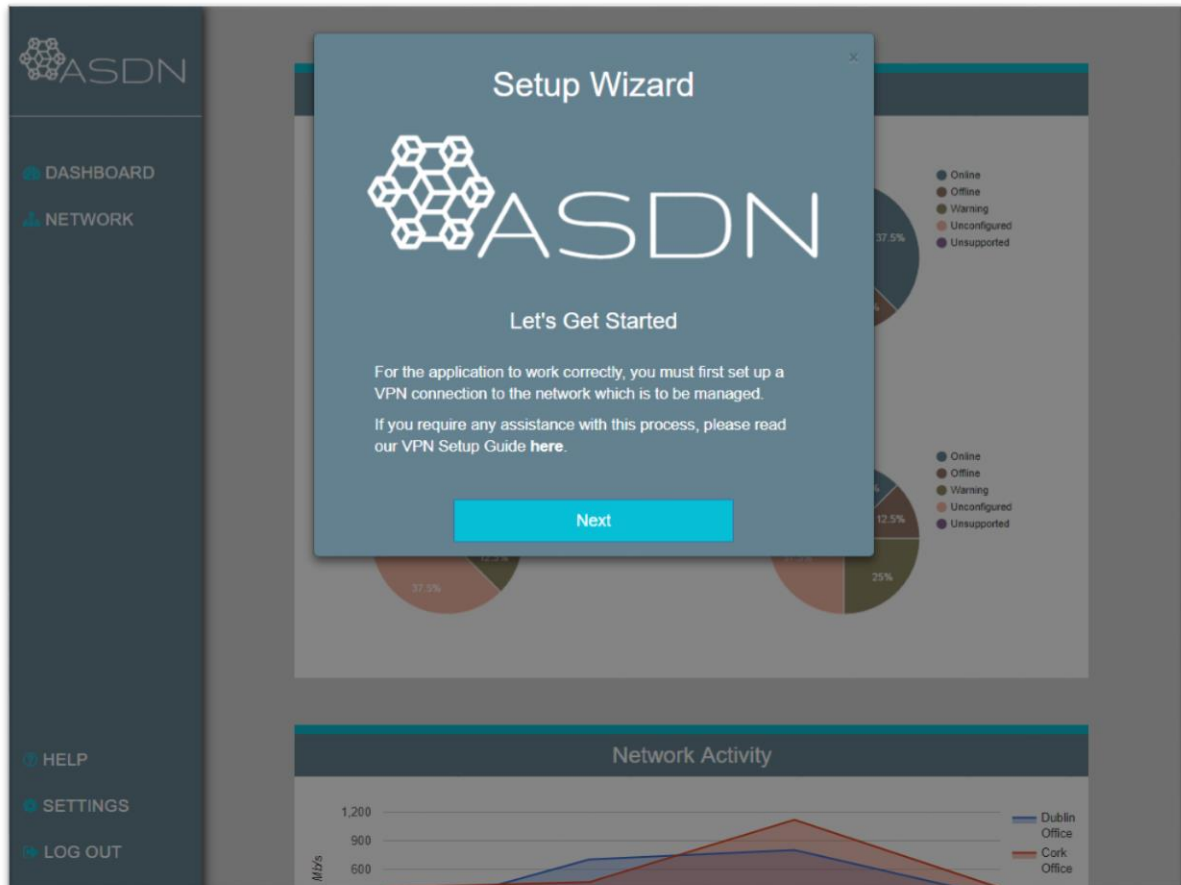 ASDN
DASHBOARD
NETWORK
HELP
SETTINGS
LOG OUT
×
Setup Wizard
ASDN
Let's Get Started
For the application to work correctly, you must first set up a
VPN connection to the network which is to be managed.
If you require any assistance with this process, please read
our VPN Setup Guide here.
Next
37.5%
%
Online
Offline
Warning
Unconfigured
Unsupported
12.5%
37.5%
%
%
12.5%
37.5%
25%
Online
Offline
Warning
Unconfigured
Unsupported
Network Activity
1,200
900
600
Mb/s
Dublin
Office
Cork
Office